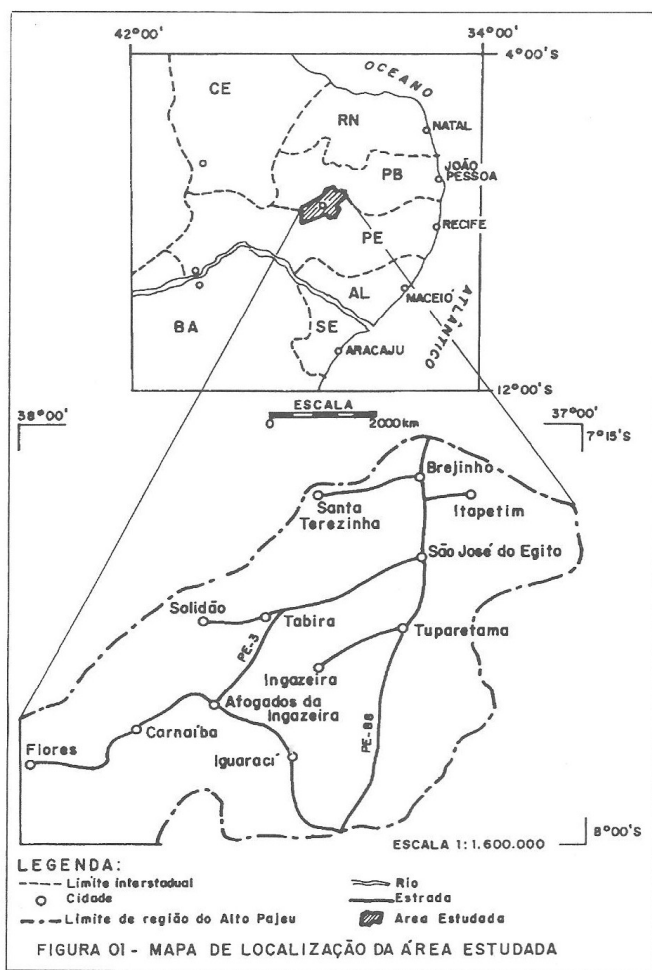 42°00'
34°00'
4°00'S
OCEANO
CE
RN
NATAL
PB
JOÃO
PESSOA
RECIFE
PE
AL
MACEIÓ
ATLÂNTICO
BA
SE
ARACAJU
12°00'S
38°00'
ESCALA
0 2000km
37°00'
7°15'S
Brejinho
Santa
Terezinha
Itapetim
São José do Egito
Solidão
Tabira
Tuparetama
PE-3
Ingazeira
Afogados da
Ingazeira
Carnaíba
PE-88
Flores
Iguaraci
ESCALA 1:1.600.000
8°00'S
LEGENDA:
Limite interstadual
Rio
Cidade
Estrada
Límite de região do Alto Pajeu
Area Estudada
FIGURA 01 - MAPA DE LOCALIZAÇÃO DA ÁREA ESTUDADA